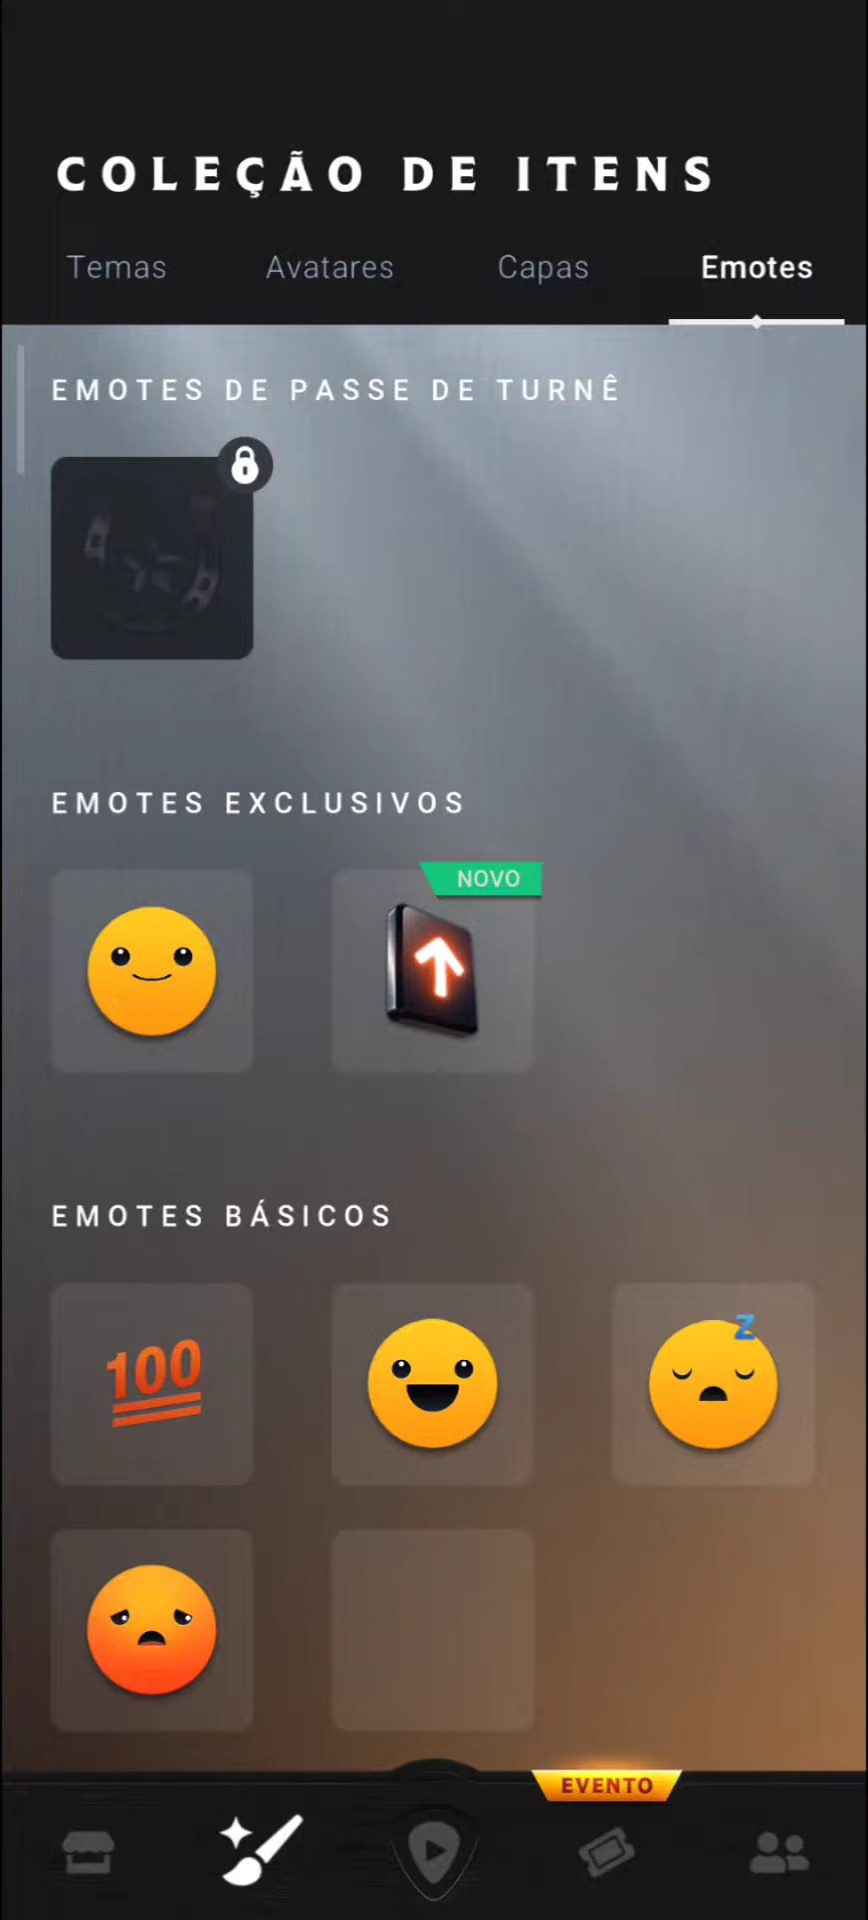 COLEÇÃO DE ITENS
Temas Avatares Capas Emotes
EMOTES DE PASSE DE TURNÊ
EMOTES EXCLUSIVOS
NOVO
EMOTES BÁSICOS
100
Z
EVENTO